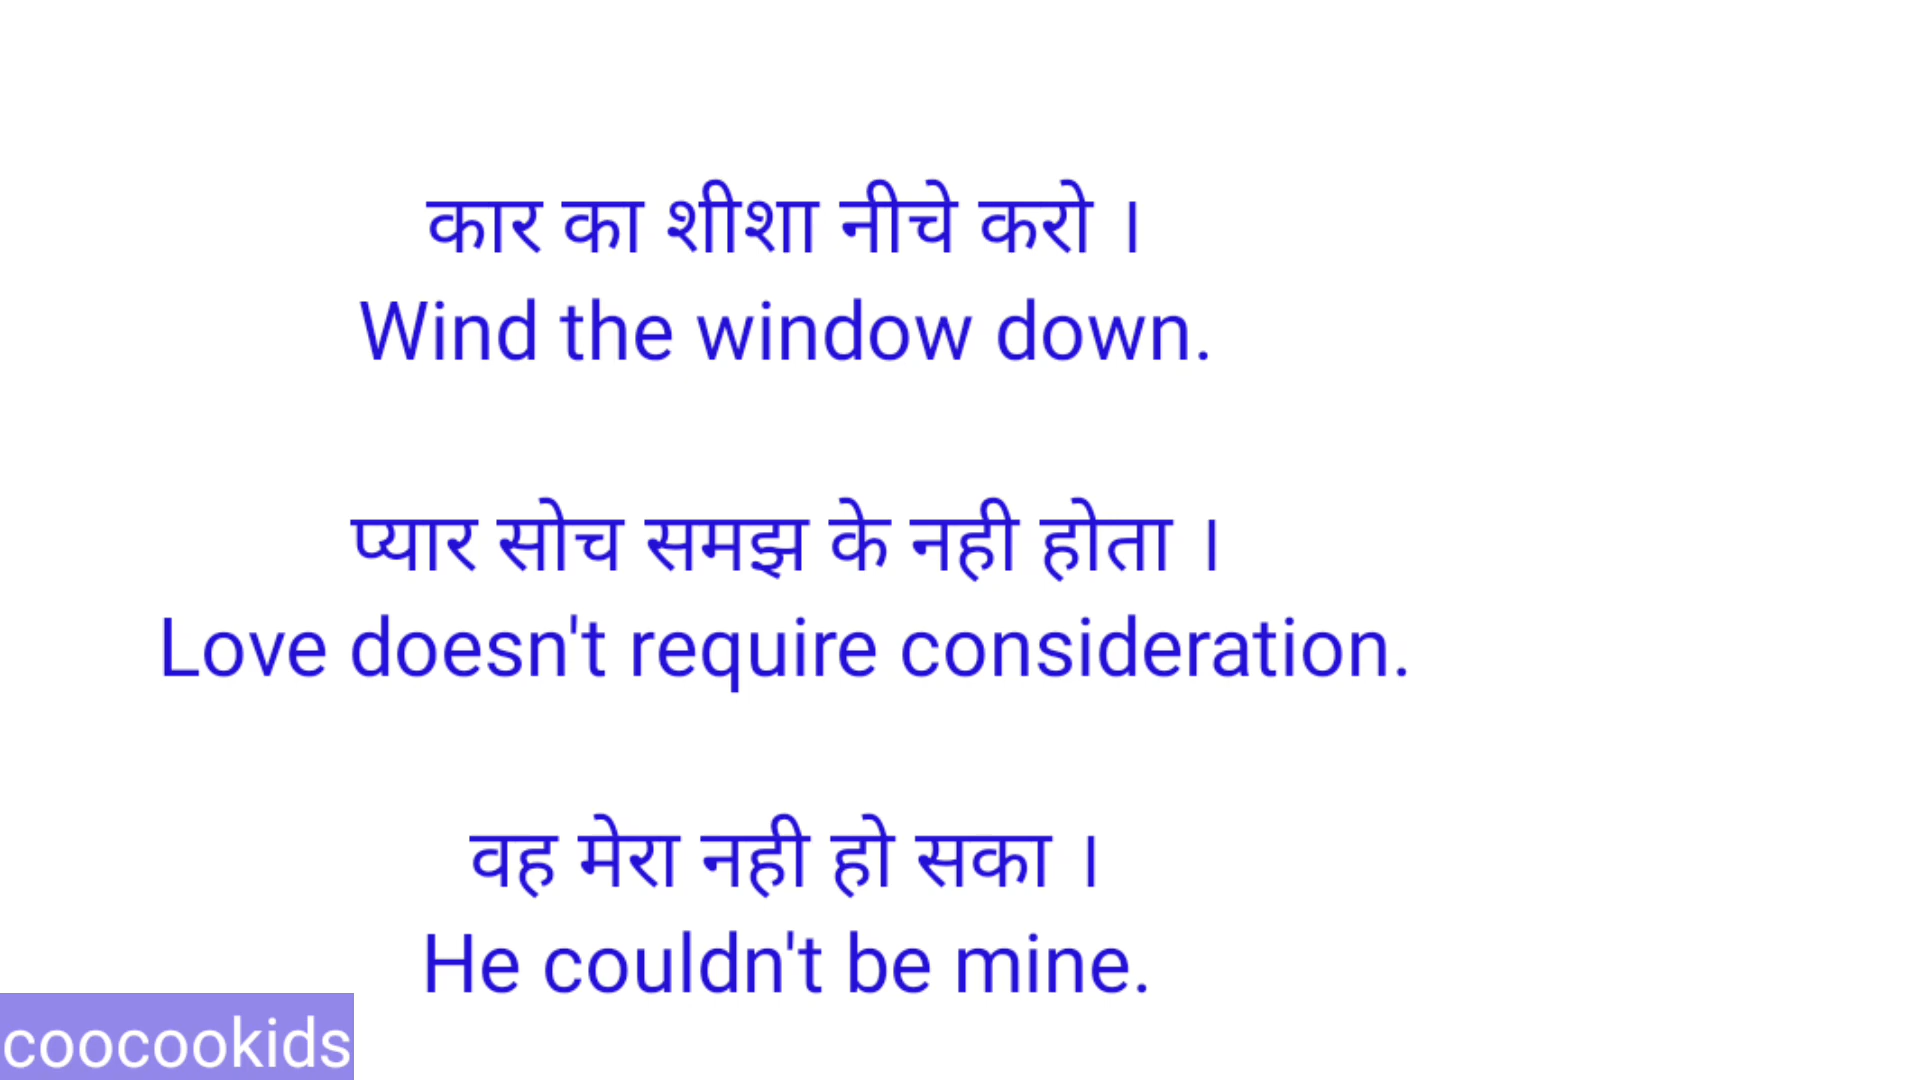 कार का शीशा नीचे करो ।
Wind the window down.
प्यार सोच समझ के नही होता ।
Love doesn't require consideration.
वह मेरा नही हो सका ।
He couldn't be mine.
coocookids